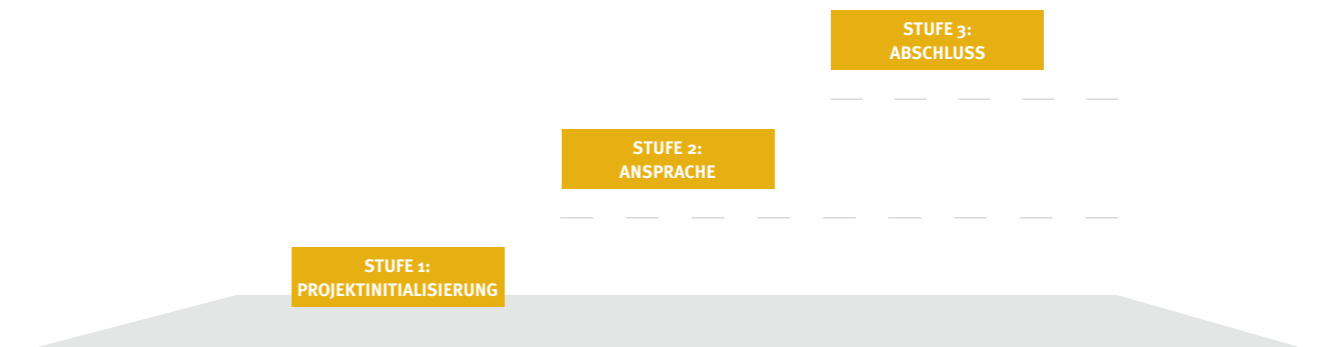 STUFE 3:
ABSCHLUSS
STUFE 2:
ANSPRACHE
STUFE 1:
PROJEKTINITIALISIERUNG